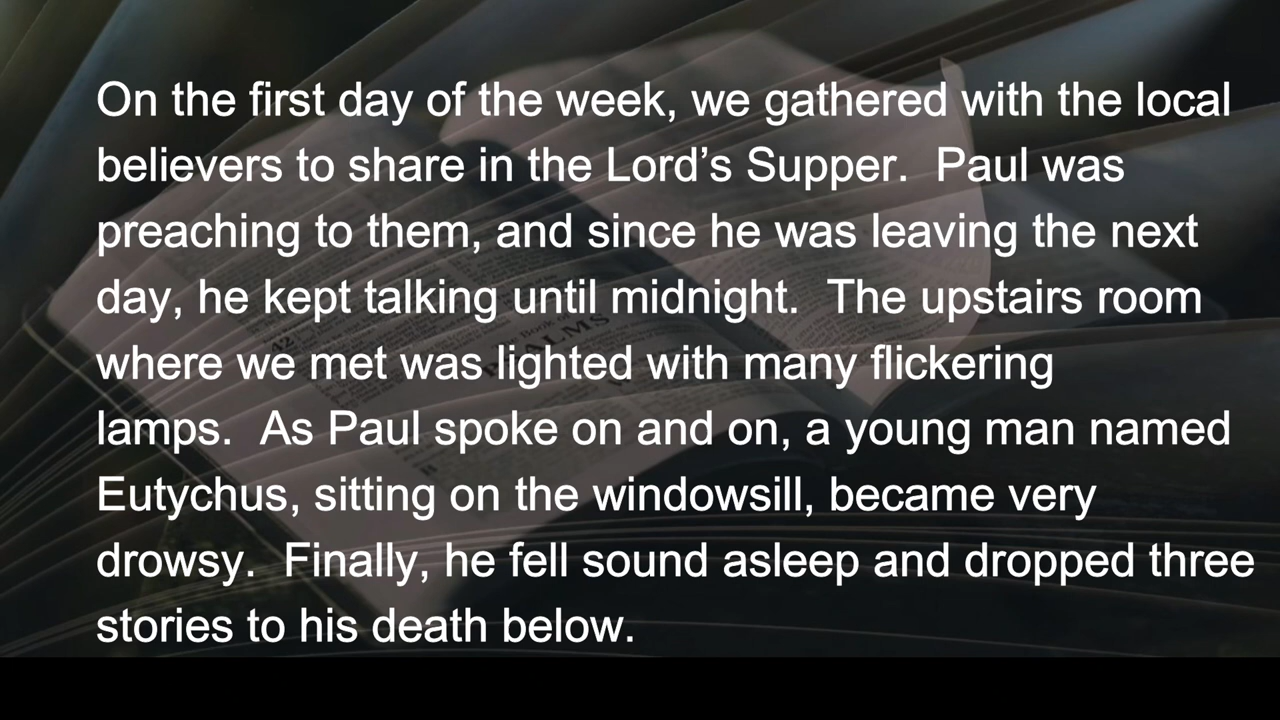 On the first day of the week, we gathered with the local
believers to share in the Lord’s Supper.  Paul was
preaching to them, and since he was leaving the next
day, he kept talking until midnight.  The upstairs room
where we met was lighted with many flickering
lamps.  As Paul spoke on and on, a young man named
Eutychus, sitting on the windowsill, became very
drowsy.  Finally, he fell sound asleep and dropped three
stories to his death below.
PSALMS